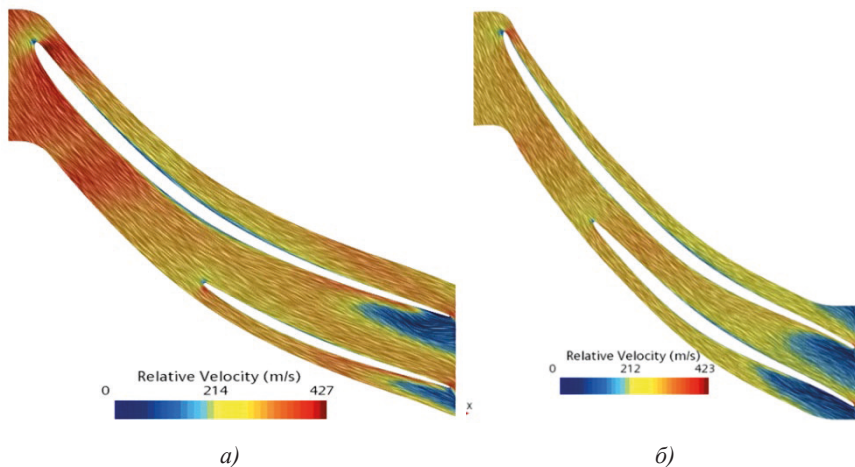 Relative Velocity (m/s)
0 214 427
а)
Relative Velocity (m/s)
0 212 423
x
б)